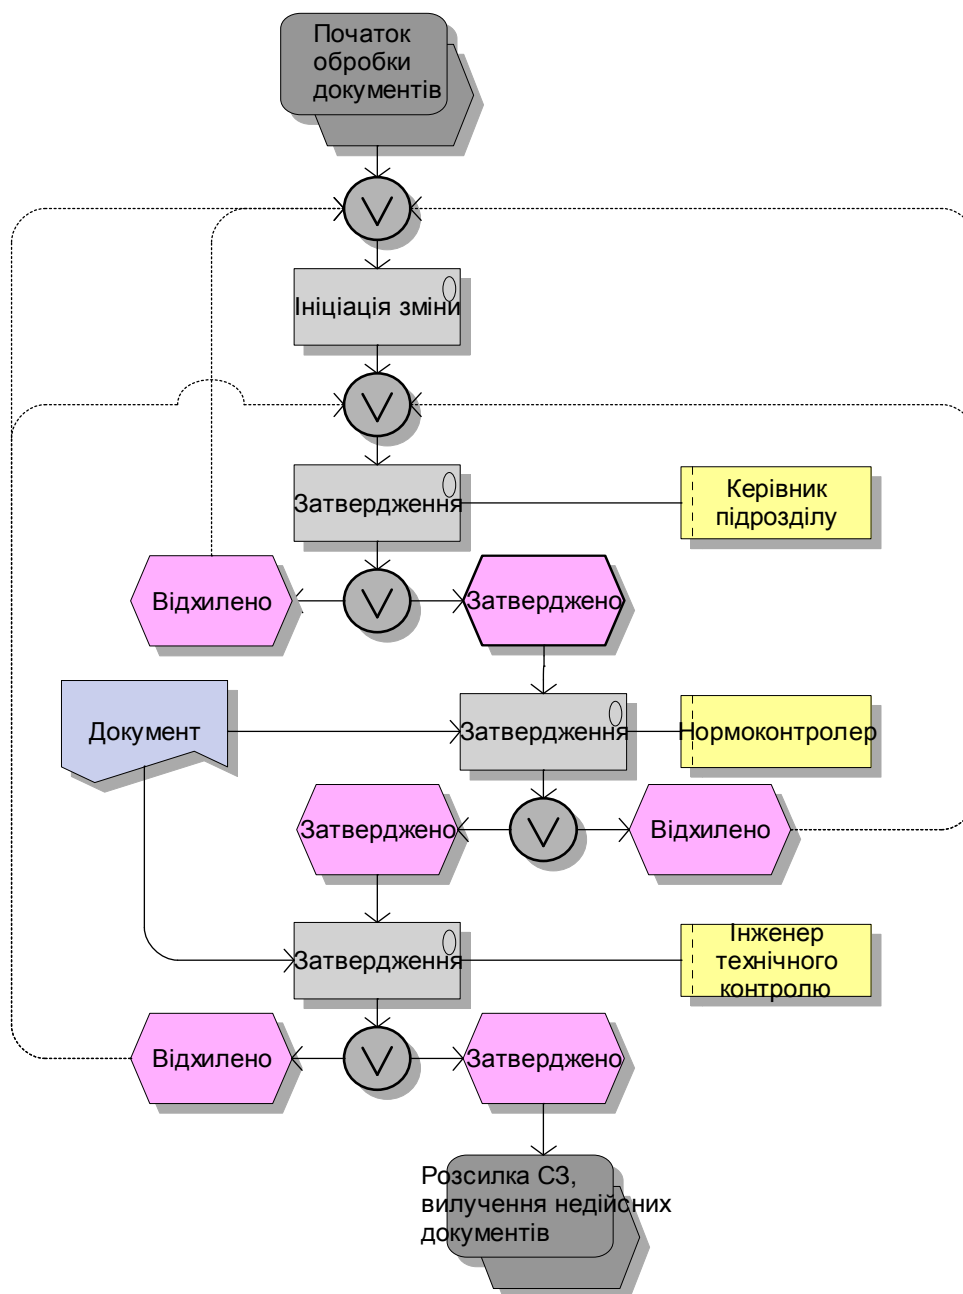 Початок
обробки
документів
Ініціація зміни
Затвердження
Керівник
підрозділу
Відхилено
Затверджено
Документ
Затвердження
Нормоконтролер
Затверджено
Відхилено
Затвердження
Інженер
технічного
контролю
Відхилено
Затверджено
Розсилка СЗ,
вилучення недійсних
документів